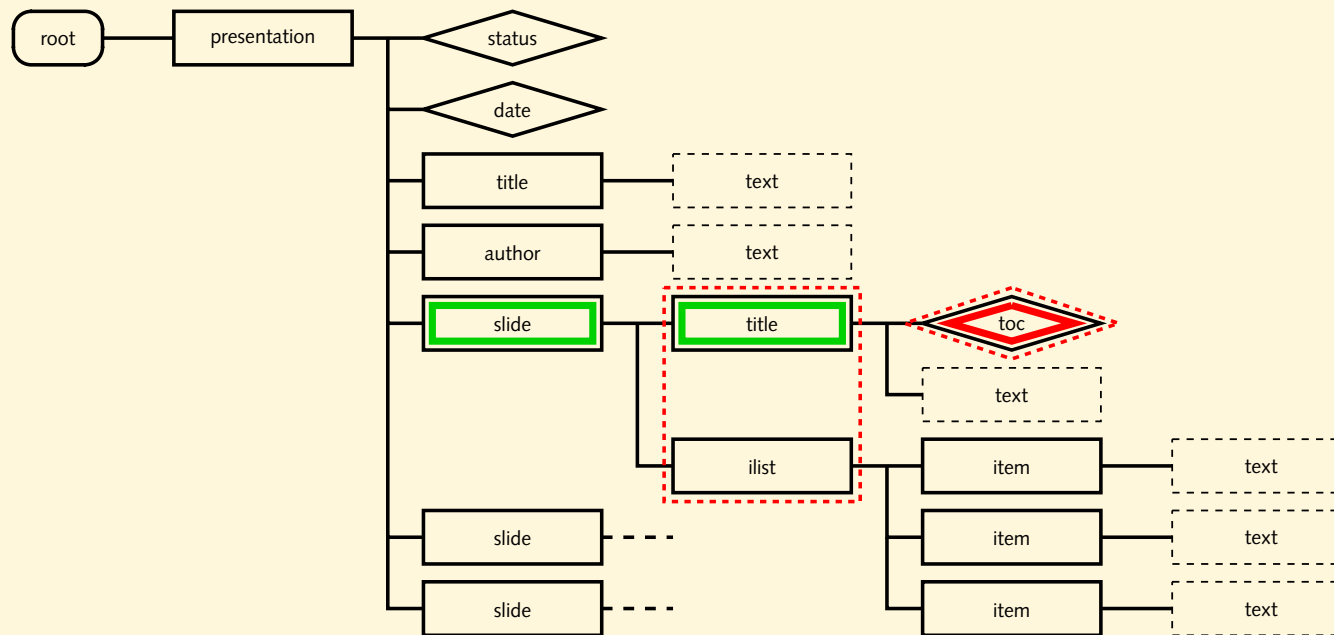 root presentation status
date
title text
author text
slide title toc
text
ilist item text
slide item text
slide item text